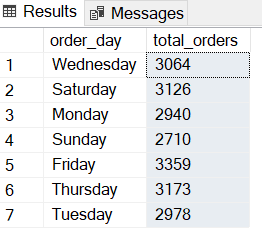 Results Messages
order_day total_orders
1 Wednesday 3064
2 Saturday 3126
3 Monday 2940
4 Sunday 2710
5 Friday 3359
6 Thursday 3173
7 Tuesday 2978